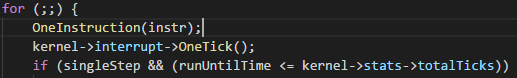 for (;;) {
OneInstruction(instr);
kernel->interrupt->OneTick();
if (singleStep && (runUntilTime <= kernel->stats->totalTicks))